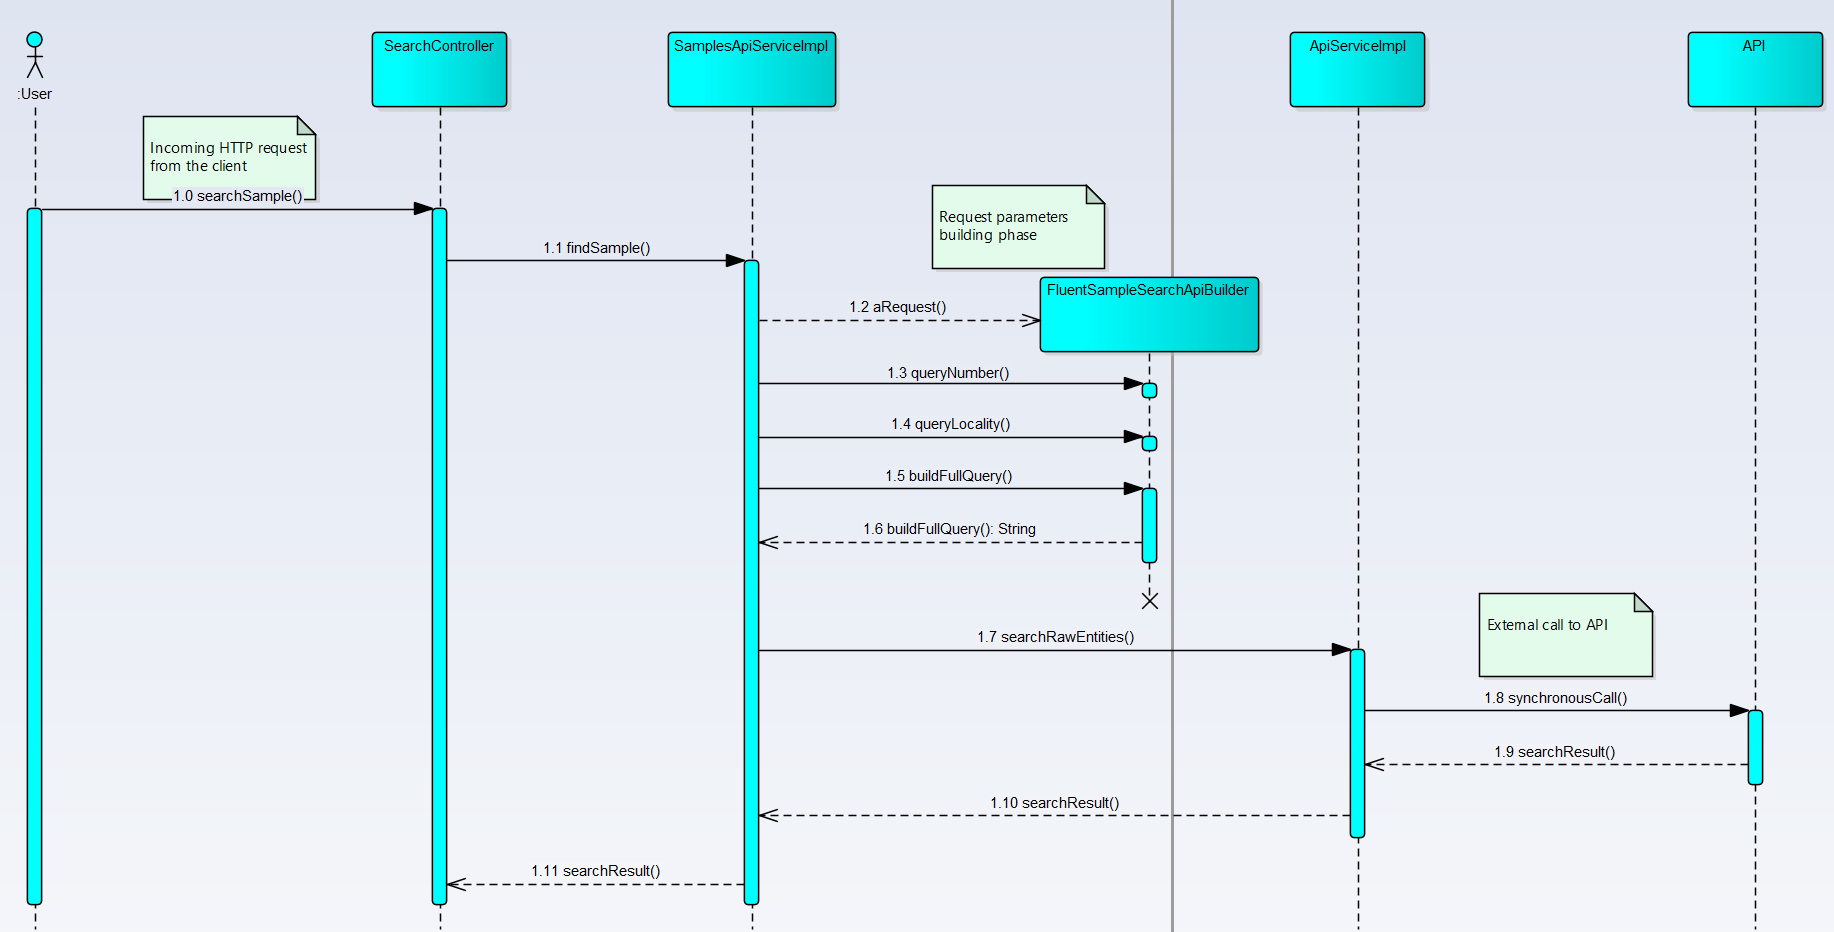 SearchController
SamplesApiServiceImpl
ApiServiceImpl
API
:User
Incoming HTTP request
from the client
1.0 searchSample()
Request parameters
building phase
1.1 findSample()
FluentSampleSearchApiBuilder
1.2 aRequest()
1.3 queryNumber()
1.4 queryLocality()
1.5 buildFullQuery()
1.6 buildFullQuery(): String
External call to API
1.7 searchRawEntities()
1.8 synchronousCall()
1.9 searchResult()
1.10 searchResult()
1.11 searchResult()